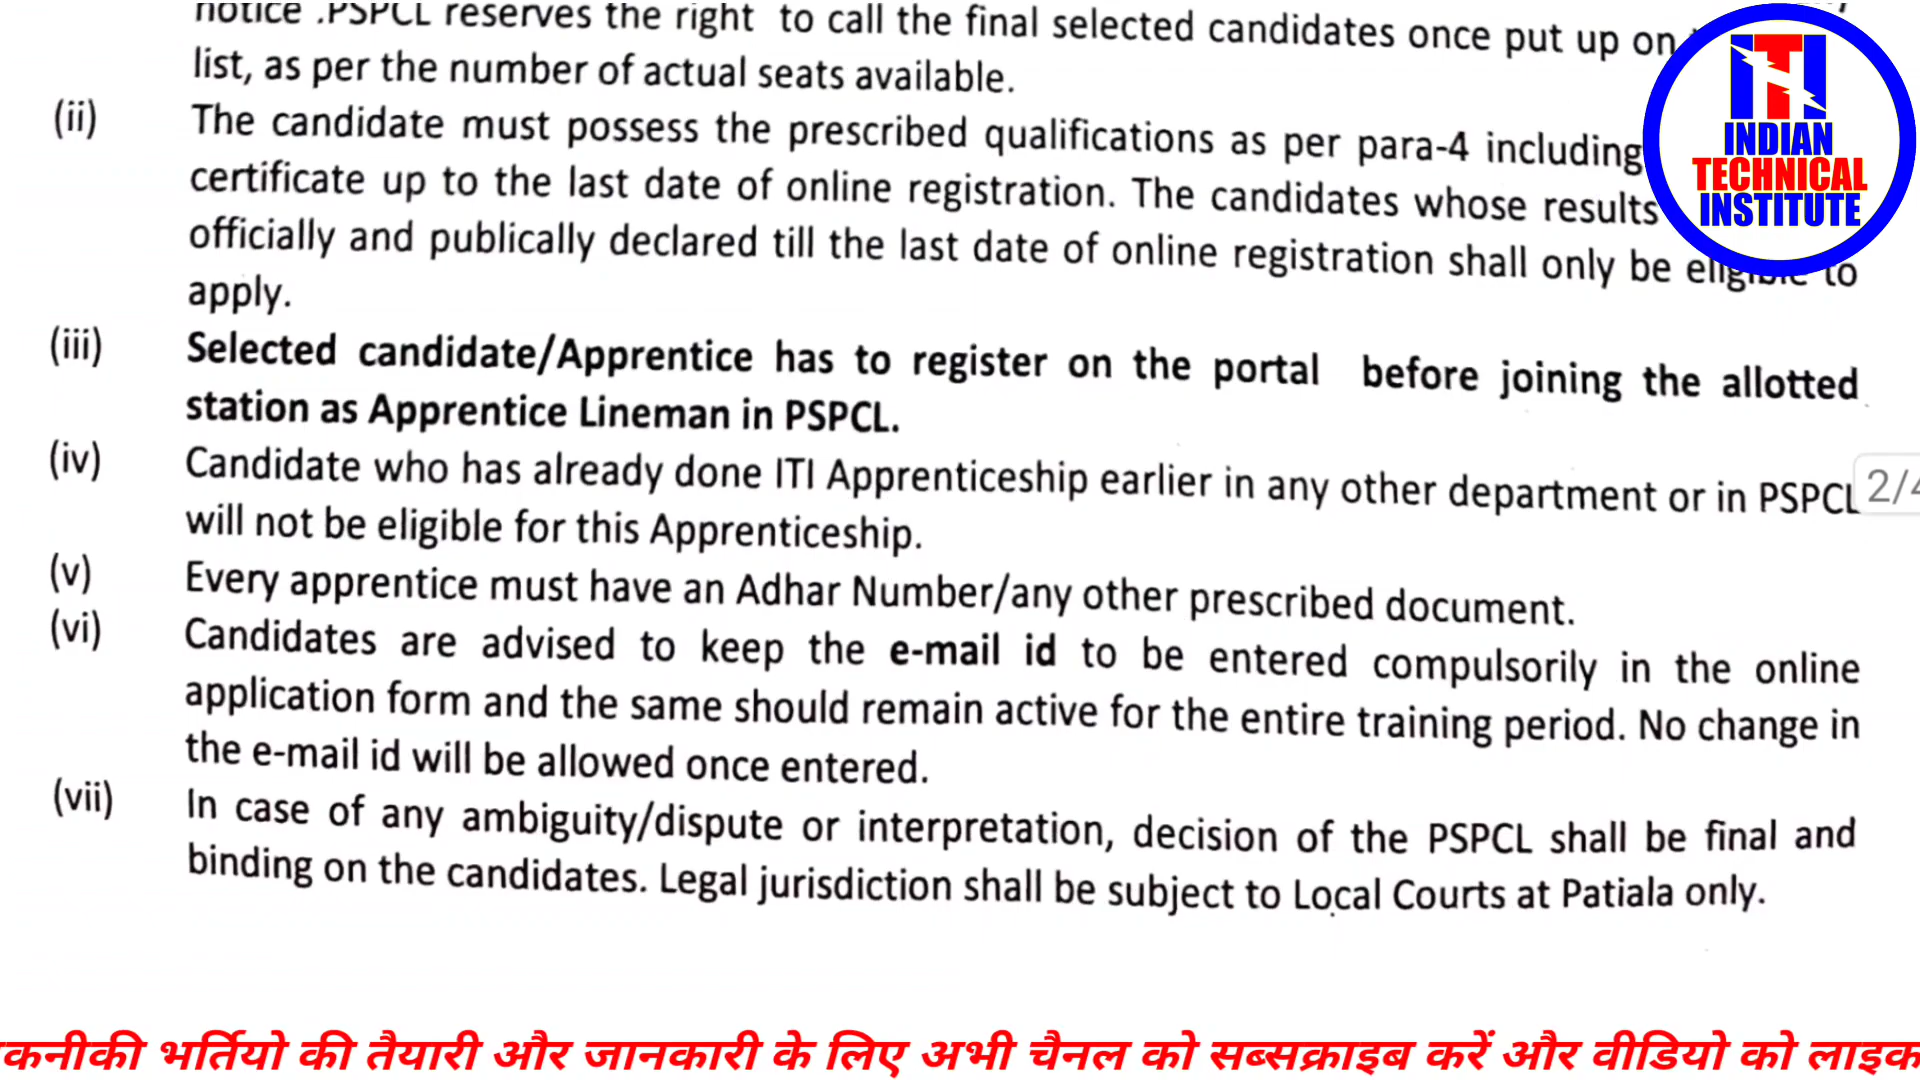 notice .PSPCL reserves the right to call the final selected candidates once put up on
list, as per the number of actual seats available.
(ii) The candidate must possess the prescribed qualifications as per para-4 including
certificate up to the last date of online registration. The candidates whose results
officially and publically declared till the last date of online registration shall only be eligible to
apply.
(iii) Selected candidate/Apprentice has to register on the portal before joining the allotted
station as Apprentice Lineman in PSPCL.
(iv) Candidate who has already done ITI Apprenticeship earlier in any other department or in PSPCL
will not be eligible for this Apprenticeship.
(v) Every apprentice must have an Adhar Number/any other prescribed document.
(vi) Candidates are advised to keep the e-mail id to be entered compulsorily in the online
application form and the same should remain active for the entire training period. No change in
the e-mail id will be allowed once entered.
(vii) In case of any ambiguity/dispute or interpretation, decision of the PSPCL shall be final and
binding on the candidates. Legal jurisdiction shall be subject to Local Courts at Patiala only.
ITI
INDIAN
TECHNICAL
INSTITUTE
2/4
कनीकी भर्तियो की तैयारी और जानकारी के लिए अभी चैनल को सब्सक्राइब करें और वीडियो को लाइक